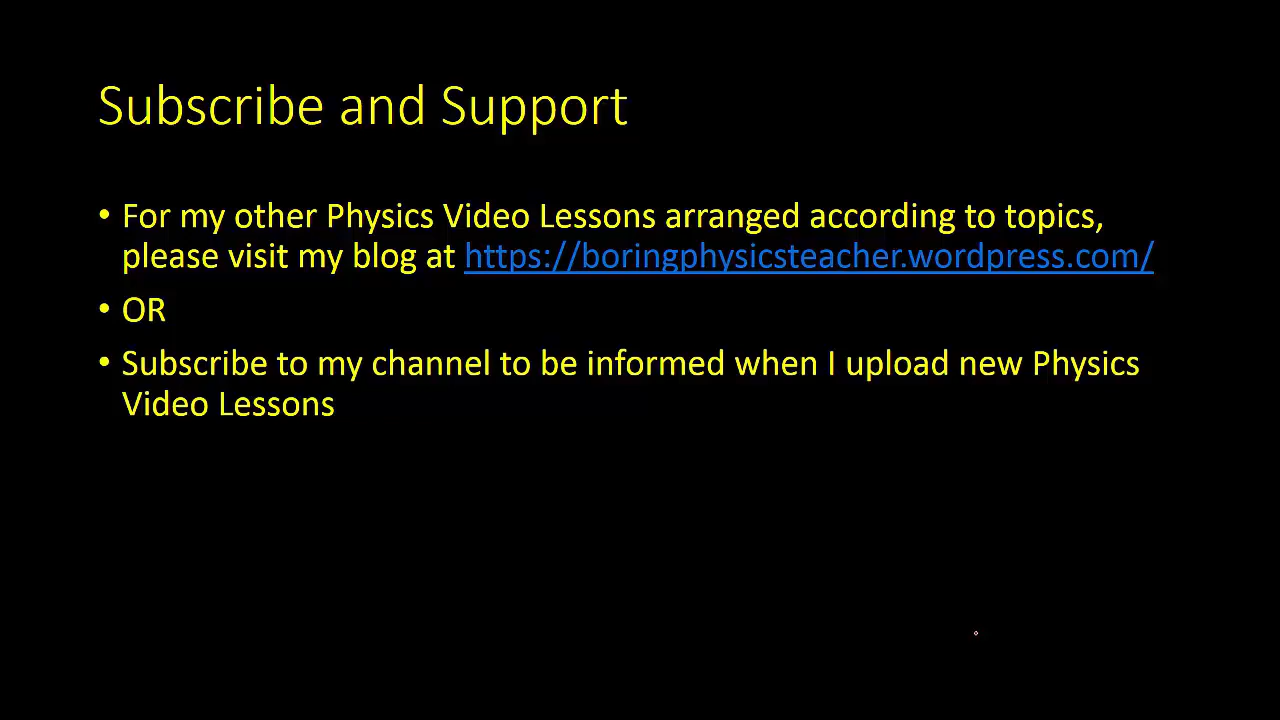 Subscribe and Support
• For my other Physics Video Lessons arranged according to topics,
please visit my blog at https://boringphysicsteacher.wordpress.com/
• OR
• Subscribe to my channel to be informed when I upload new Physics
Video Lessons